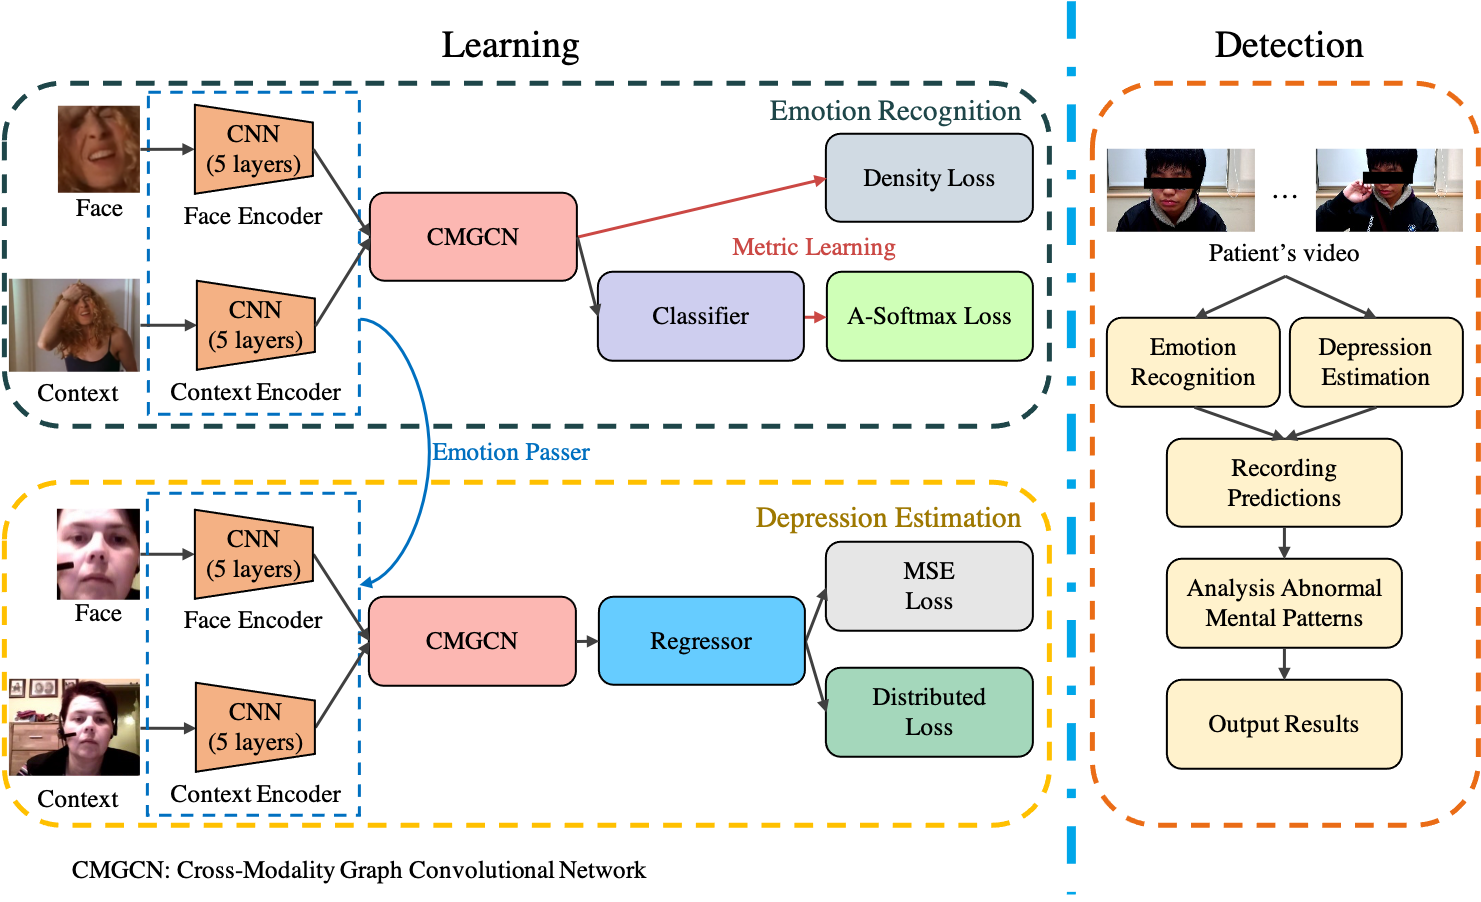 Learning
Detection
Emotion Recognition
CNN
(5 layers)
Face
Face Encoder
CMGCN
Density Loss
Metric Learning
CNN
(5 layers)
Context
Context Encoder
Classifier
A-Softmax Loss
Emotion Passer
Depression Estimation
CNN
(5 layers)
Face
Face Encoder
CMGCN
Regressor
MSE
Loss
Distributed
Loss
CNN
(5 layers)
Context
Context Encoder
CMGCN: Cross-Modality Graph Convolutional Network
...
Patient's video
Emotion
Recognition
Depression
Estimation
Recording
Predictions
Analysis Abnormal
Mental Patterns
Output Results